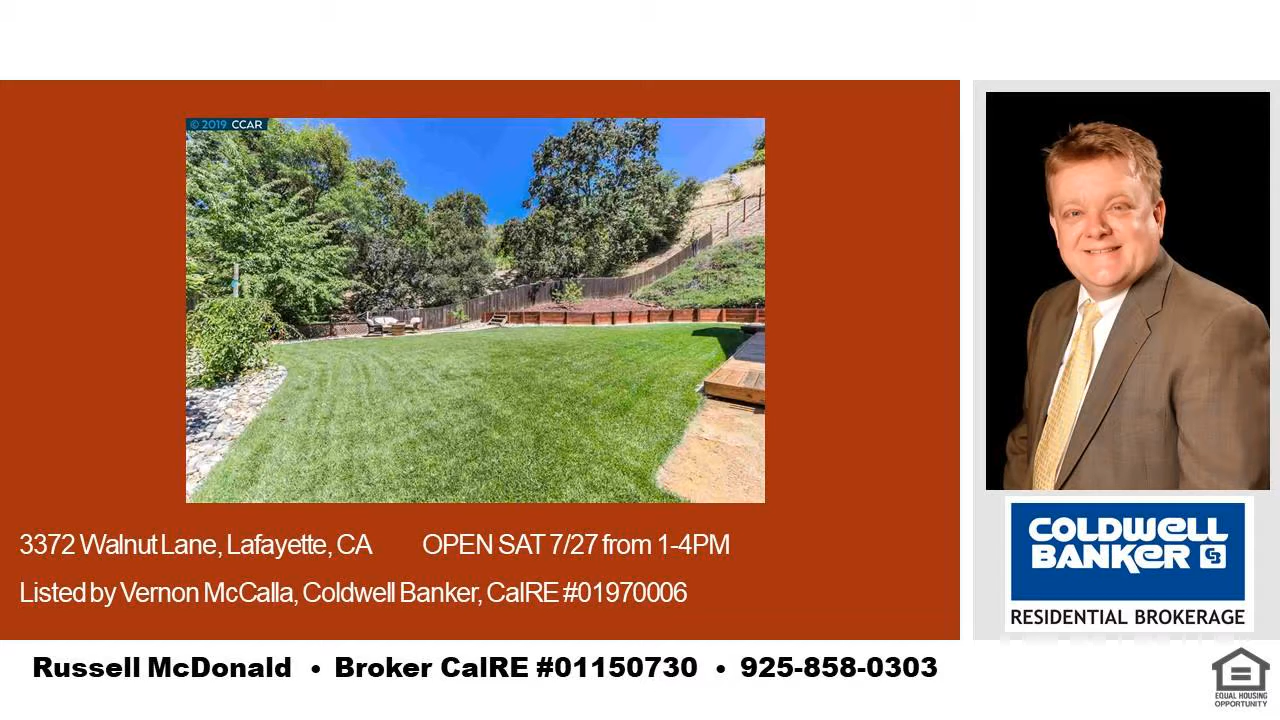 © 2019 CCAR
3372 Walnut Lane, Lafayette, CA OPEN SAT 7/27 from 1-4PM
Listed by Vernon McCalla, Coldwell Banker, CalRE #01970006
COLDWELL
BANKER CB
RESIDENTIAL BROKERAGE
Russell McDonald • Broker CalRE #01150730 • 925-858-0303
EQUAL HOUSING
OPPORTUNITY